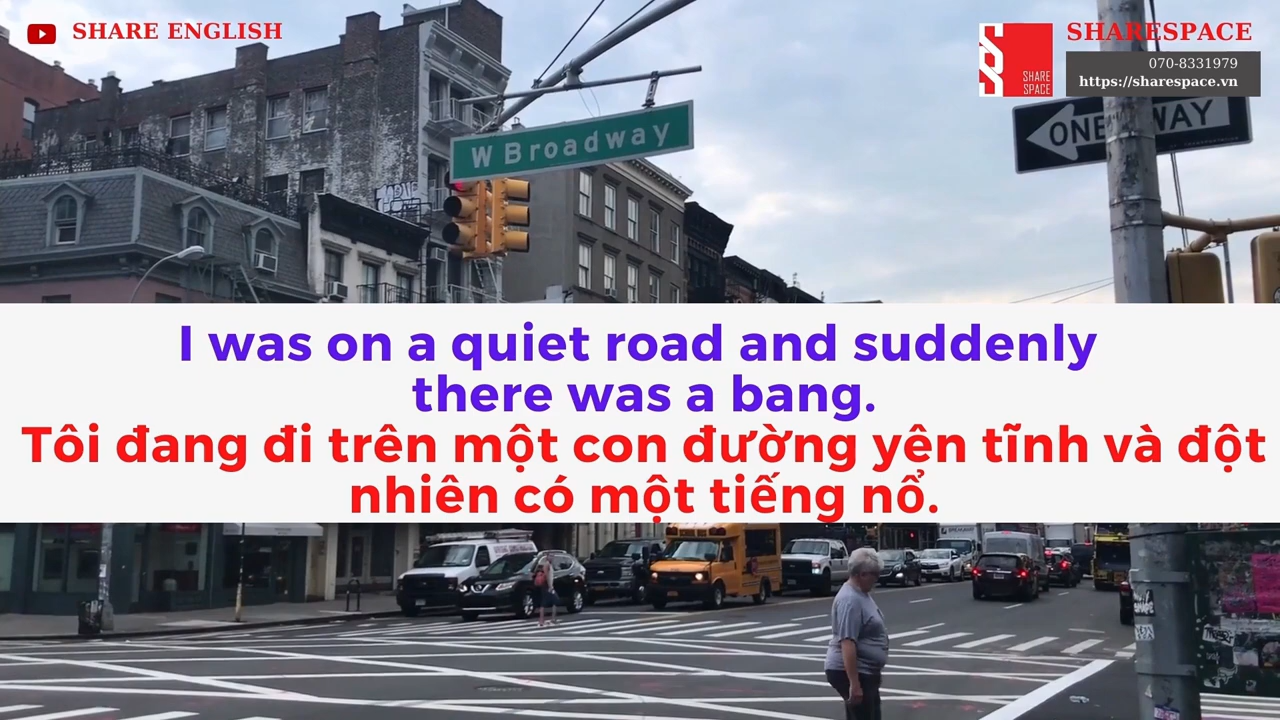 SHARE ENGLISH
SHARESPACE
070-8331979
https://sharespace.vn
SHARE
SPACE
W Broadway
ONE WAY
I was on a quiet road and suddenly
there was a bang.
Tôi đang đi trên một con đường yên tĩnh và đột
nhiên có một tiếng nổ.
SCHOOL BUS